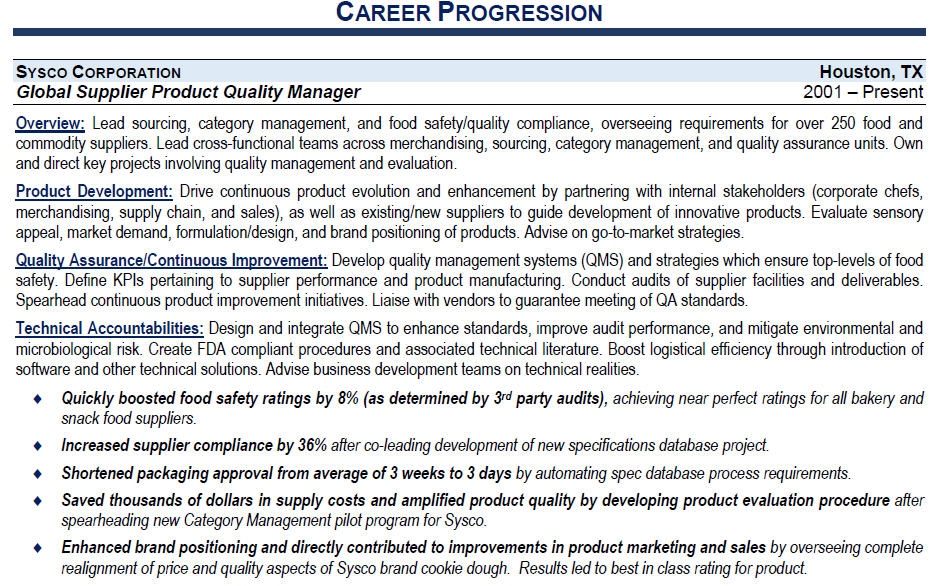 CAREER PROGRESSION
SYSCO CORPORATION Houston, TX
Global Supplier Product Quality Manager 2001 – Present
Overview: Lead sourcing, category management, and food safety/quality compliance, overseeing requirements for over 250 food and
commodity suppliers. Lead cross-functional teams across merchandising, sourcing, category management, and quality assurance units. Own
and direct key projects involving quality management and evaluation.
Product Development: Drive continuous product evolution and enhancement by partnering with internal stakeholders (corporate chefs,
merchandising, supply chain, and sales), as well as existing/new suppliers to guide development of innovative products. Evaluate sensory
appeal, market demand, formulation/design, and brand positioning of products. Advise on go-to-market strategies.
Quality Assurance/Continuous Improvement: Develop quality management systems (QMS) and strategies which ensure top-levels of food
safety. Define KPIs pertaining to supplier performance and product manufacturing. Conduct audits of supplier facilities and deliverables.
Spearhead continuous product improvement initiatives. Liaise with vendors to guarantee meeting of QA standards.
Technical Accountabilities: Design and integrate QMS to enhance standards, improve audit performance, and mitigate environmental and
microbiological risk. Create FDA compliant procedures and associated technical literature. Boost logistical efficiency through introduction of
software and other technical solutions. Advise business development teams on technical realities.
♦ Quickly boosted food safety ratings by 8% (as determined by 3rd party audits), achieving near perfect ratings for all bakery and
snack food suppliers.
♦ Increased supplier compliance by 36% after co-leading development of new specifications database project.
♦ Shortened packaging approval from average of 3 weeks to 3 days by automating spec database process requirements.
♦ Saved thousands of dollars in supply costs and amplified product quality by developing product evaluation procedure after
spearheading new Category Management pilot program for Sysco.
♦ Enhanced brand positioning and directly contributed to improvements in product marketing and sales by overseeing complete
realignment of price and quality aspects of Sysco brand cookie dough. Results led to best in class rating for product.